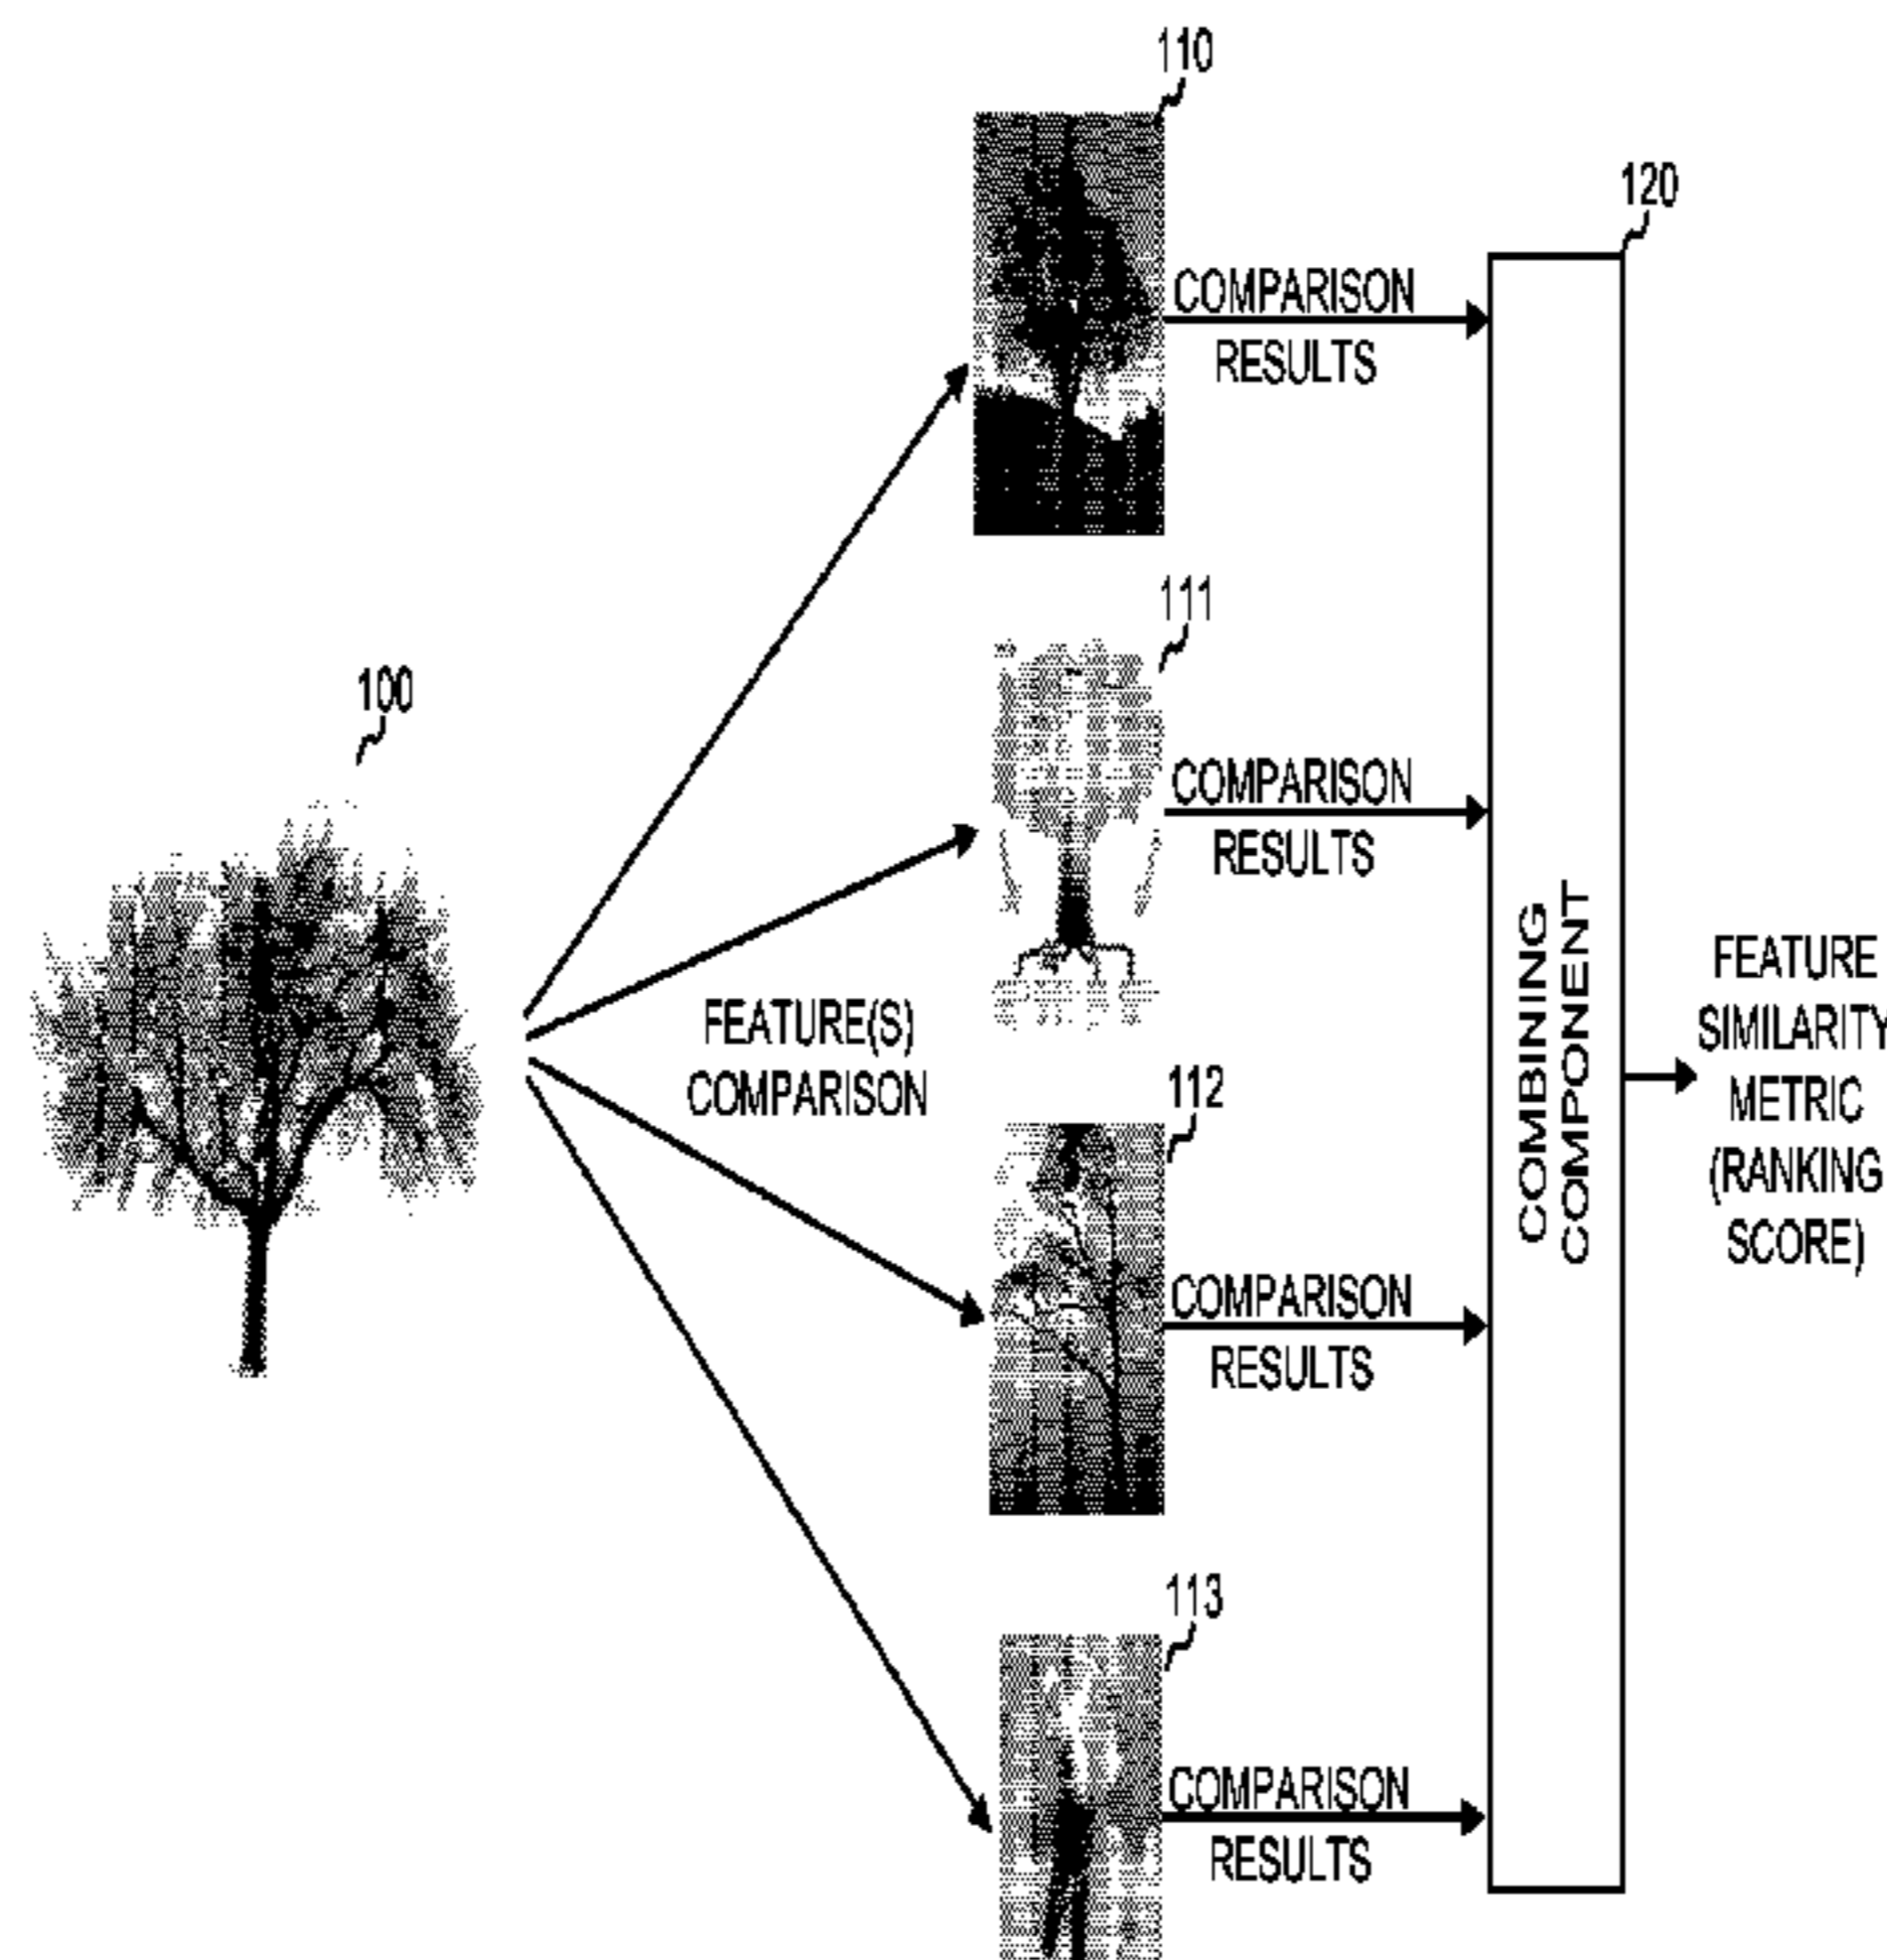 110
120
COMPARISON
RESULTS
111
100
COMPARISON
RESULTS
FEATURE(S)
COMPARISON
COMBINING
COMPONENT
FEATURE
SIMILARITY
METRIC
(RANKING
SCORE)
112
COMPARISON
RESULTS
113
COMPARISON
RESULTS